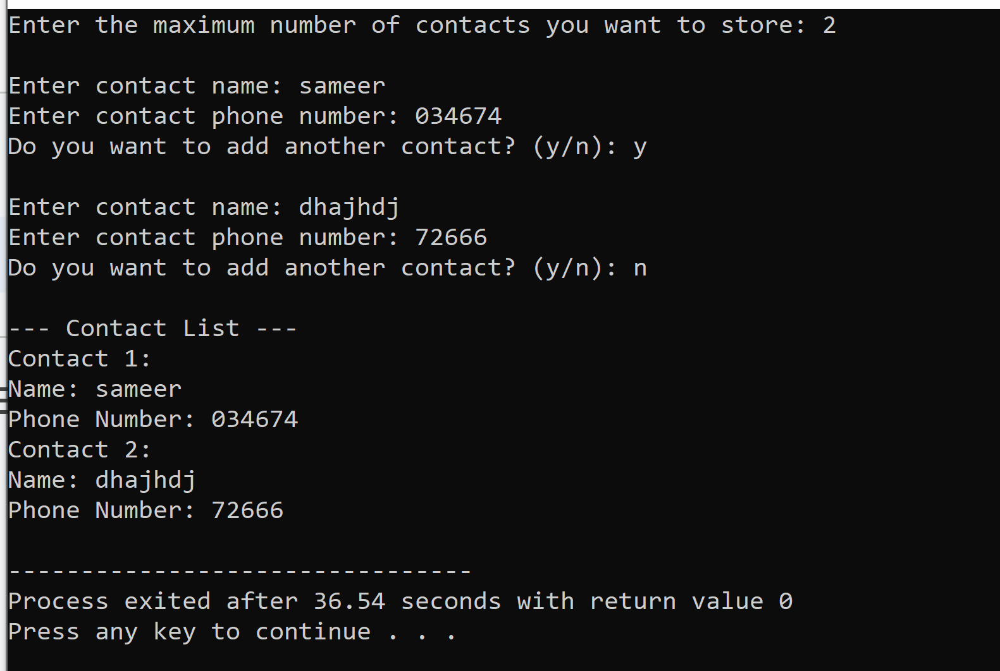 Enter the maximum number of contacts you want to store: 2
Enter contact name: sameer
Enter contact phone number: 034674
Do you want to add another contact? (y/n): y
Enter contact name: dhajhdj
Enter contact phone number: 72666
Do you want to add another contact? (y/n): n
--- Contact List ---
Contact 1:
Name: sameer
Phone Number: 034674
Contact 2:
Name: dhajhdj
Phone Number: 72666
--------------------------------
Process exited after 36.54 seconds with return value 0
Press any key to continue . . .